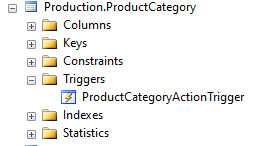 Production.ProductCategory
Columns
Keys
Constraints
Triggers
ProductCategoryActionTrigger
Indexes
Statistics